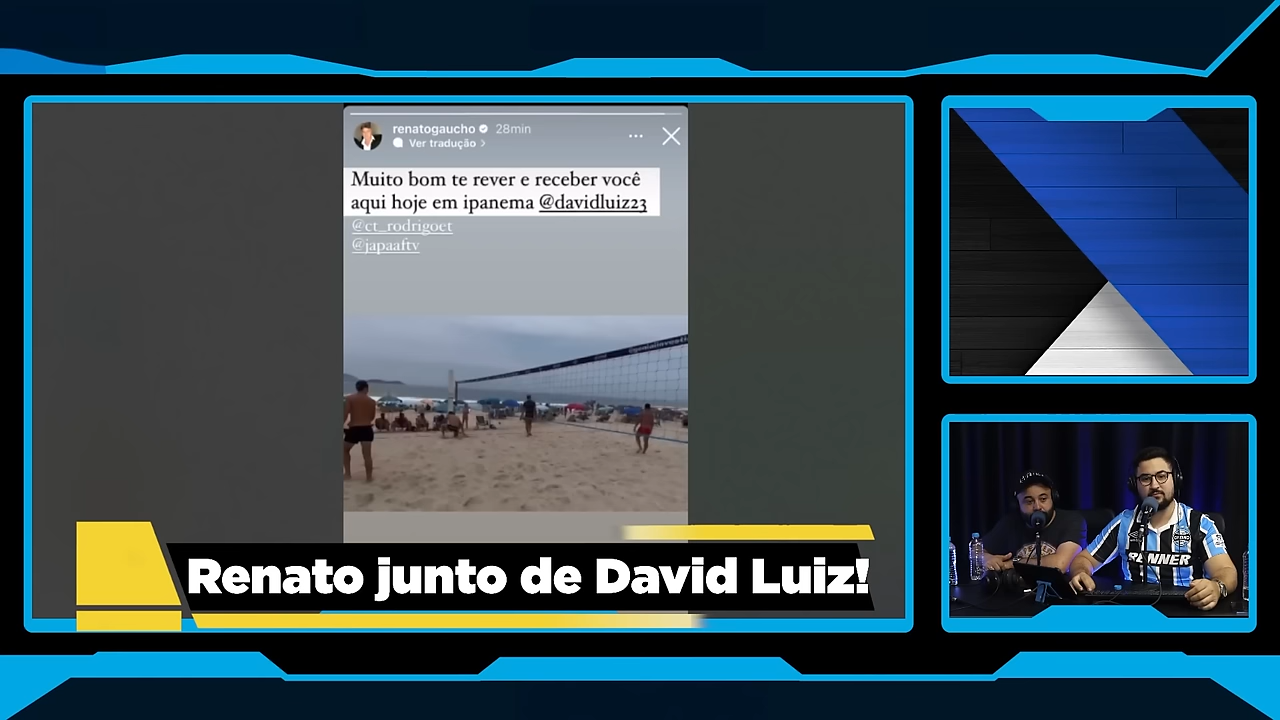 renatogaucho 28min
Ver tradução
Muito bom te rever e receber você
aqui hoje em ipanema @davidluiz23
@ct_rodrigoet
@japaaftv
Renato junto de David Luiz!
RENNER